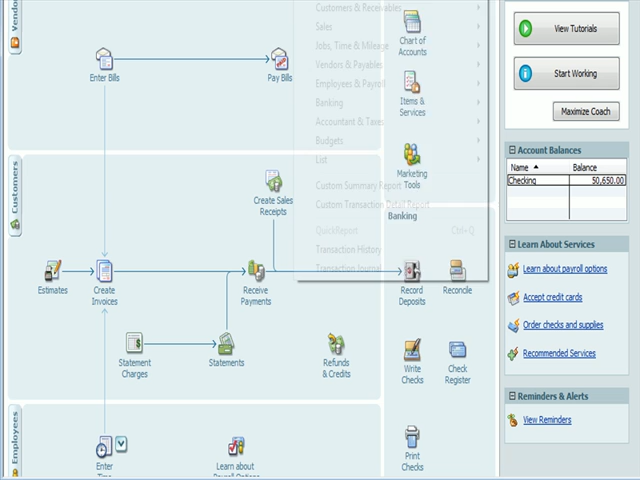 Vendors
Enter Bills
Pay Bills
Customers & Receivables
Sales
Jobs, Time & Mileage
Vendors & Payables
Employees & Payroll
Banking
Accountant & Taxes
Budgets
List
Custom Summary Report
Custom Transaction Detail Report
QuickReport Ctrl+Q
Transaction History
Transaction Journal
Chart of
Accounts
Items &
Services
Marketing
Tools
Customers
Create Sales
Receipts
Estimates
Create
Invoices
Receive
Payments
Statement
Charges
Statements
Refunds
& Credits
Banking
Record
Deposits
Reconcile
Write
Checks
Check
Register
Print
Checks
Employees
Enter
Time
Learn about
Payroll Options
View Tutorials
Start Working
Maximize Coach
Account Balances
Name Balance
Checking 50,650.00
Learn About Services
Learn about payroll options
Accept credit cards
Order checks and supplies
Recommended Services
Reminders & Alerts
View Reminders